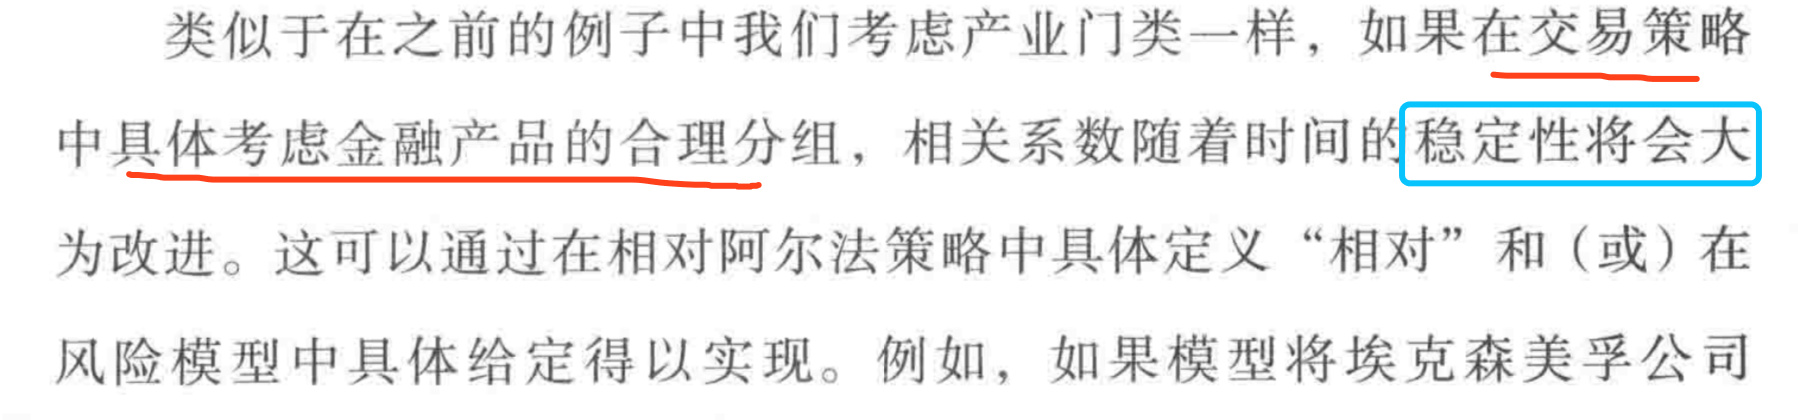 类似于在之前的例子中我们考虑产业门类一样，如果在交易策略
中具体考虑金融产品的合理分组，相关系数随着时间的稳定性将会大
为改进。这可以通过在相对阿尔法策略中具体定义“相对”和（或）在
风险模型中具体给定得以实现。例如，如果模型将埃克森美孚公司